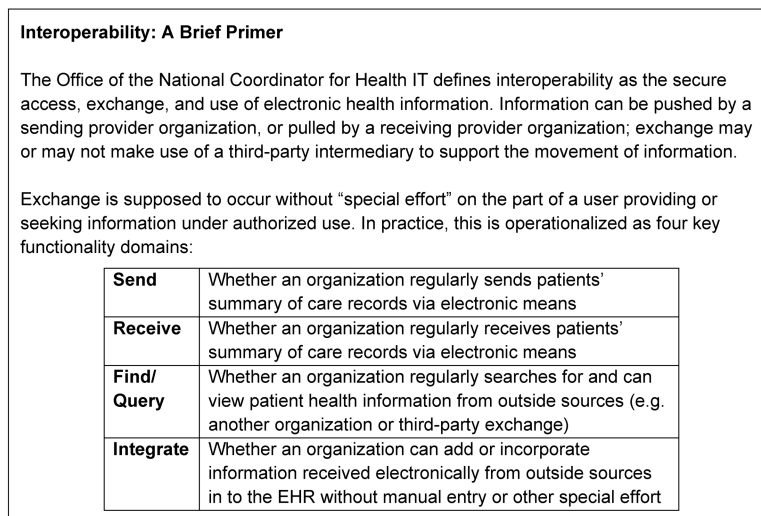 Interoperability: A Brief Primer
The Office of the National Coordinator for Health IT defines interoperability as the secure
access, exchange, and use of electronic health information. Information can be pushed by a
sending provider organization, or pulled by a receiving provider organization; exchange may
or may not make use of a third-party intermediary to support the movement of information.
Exchange is supposed to occur without “special effort” on the part of a user providing or
seeking information under authorized use. In practice, this is operationalized as four key
functionality domains:
Send Whether an organization regularly sends patients’
summary of care records via electronic means
Receive Whether an organization regularly receives patients’
summary of care records via electronic means
Find/ Whether an organization regularly searches for and can
Query view patient health information from outside sources (e.g.
another organization or third-party exchange)
Integrate Whether an organization can add or incorporate
information received electronically from outside sources
in to the EHR without manual entry or other special effort